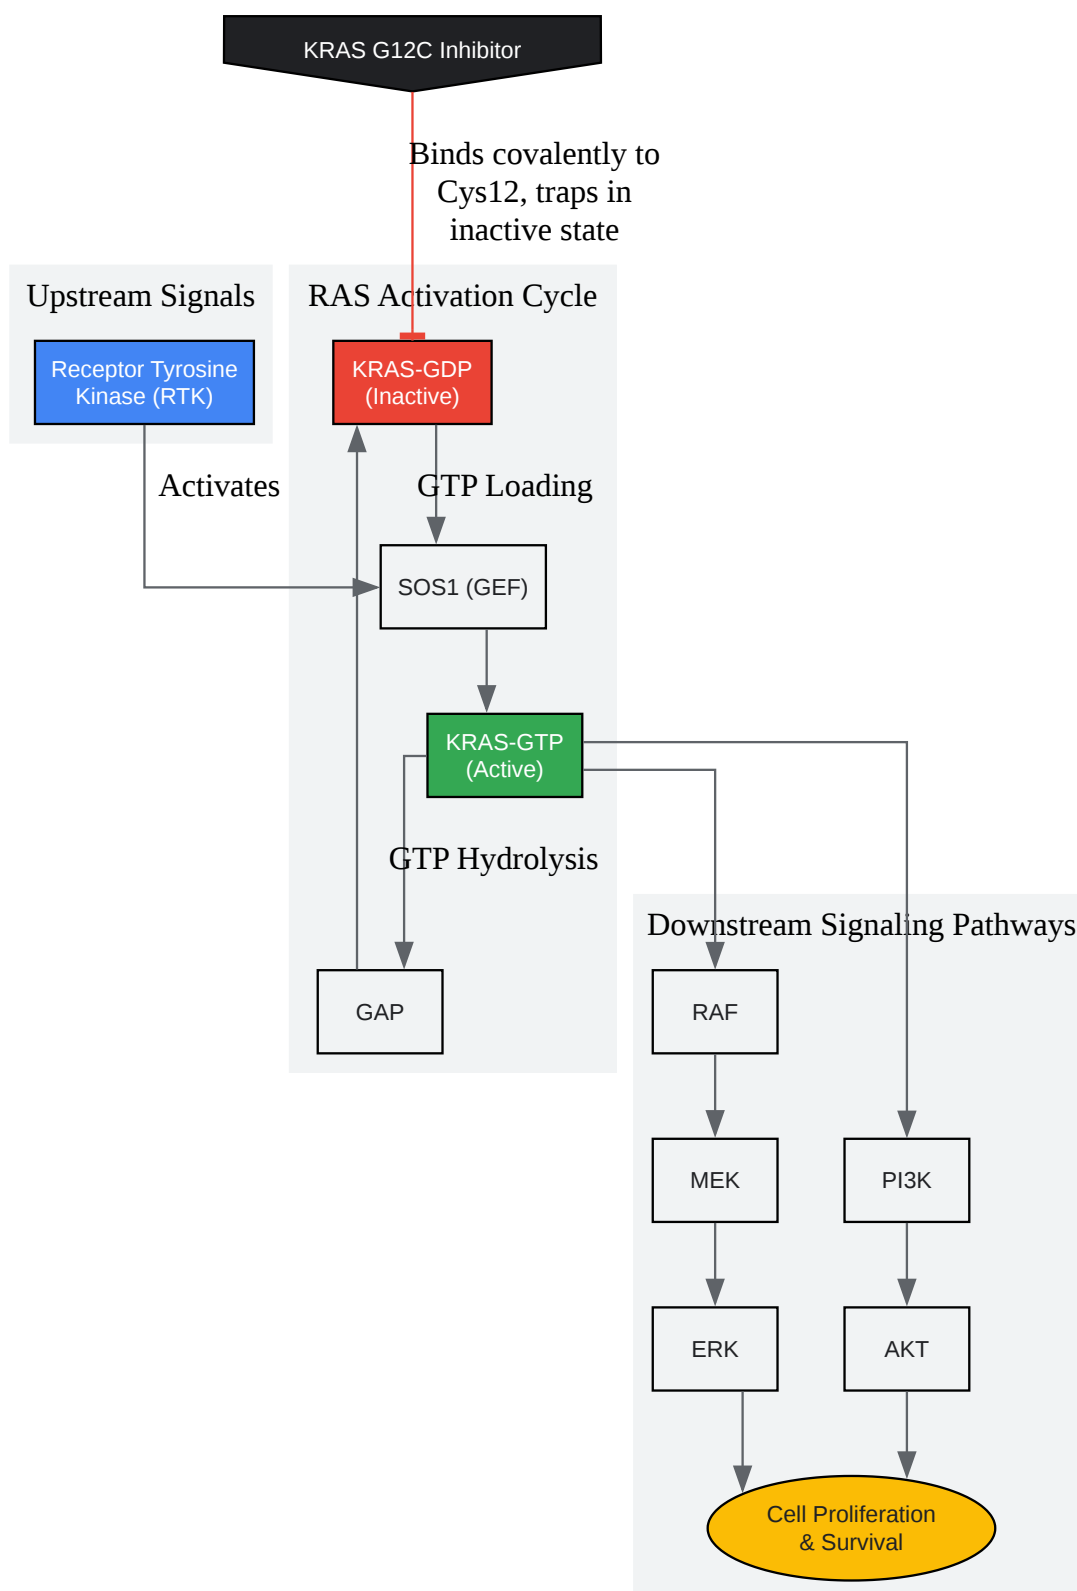 KRAS G12C Inhibitor
Binds covalently to
Cys12, traps in
inactive state
Upstream Signals
RAS Activation Cycle
Receptor Tyrosine
Kinase (RTK)
KRAS-GDP
(Inactive)
Activates
GTP Loading
SOS1 (GEF)
KRAS-GTP
(Active)
GTP Hydrolysis
Downstream Signaling Pathways
GAP
RAF
MEK
PI3K
ERK
AKT
Cell Proliferation
& Survival